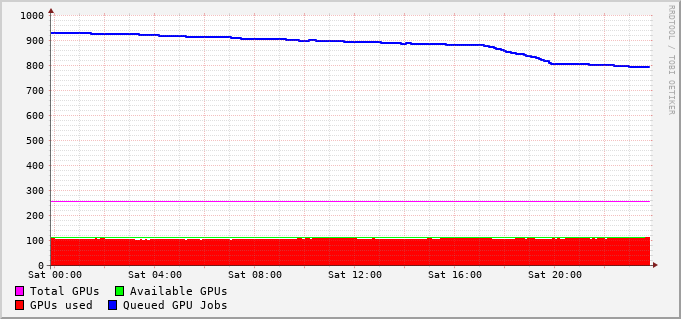 1000
900
800
700
600
500
400
300
200
100
0
Sat 00:00 Sat 04:00 Sat 08:00 Sat 12:00 Sat 16:00 Sat 20:00
Total GPUs Available GPUs
GPUs used Queued GPU Jobs
RRDTOOL / TOBI OETIKER